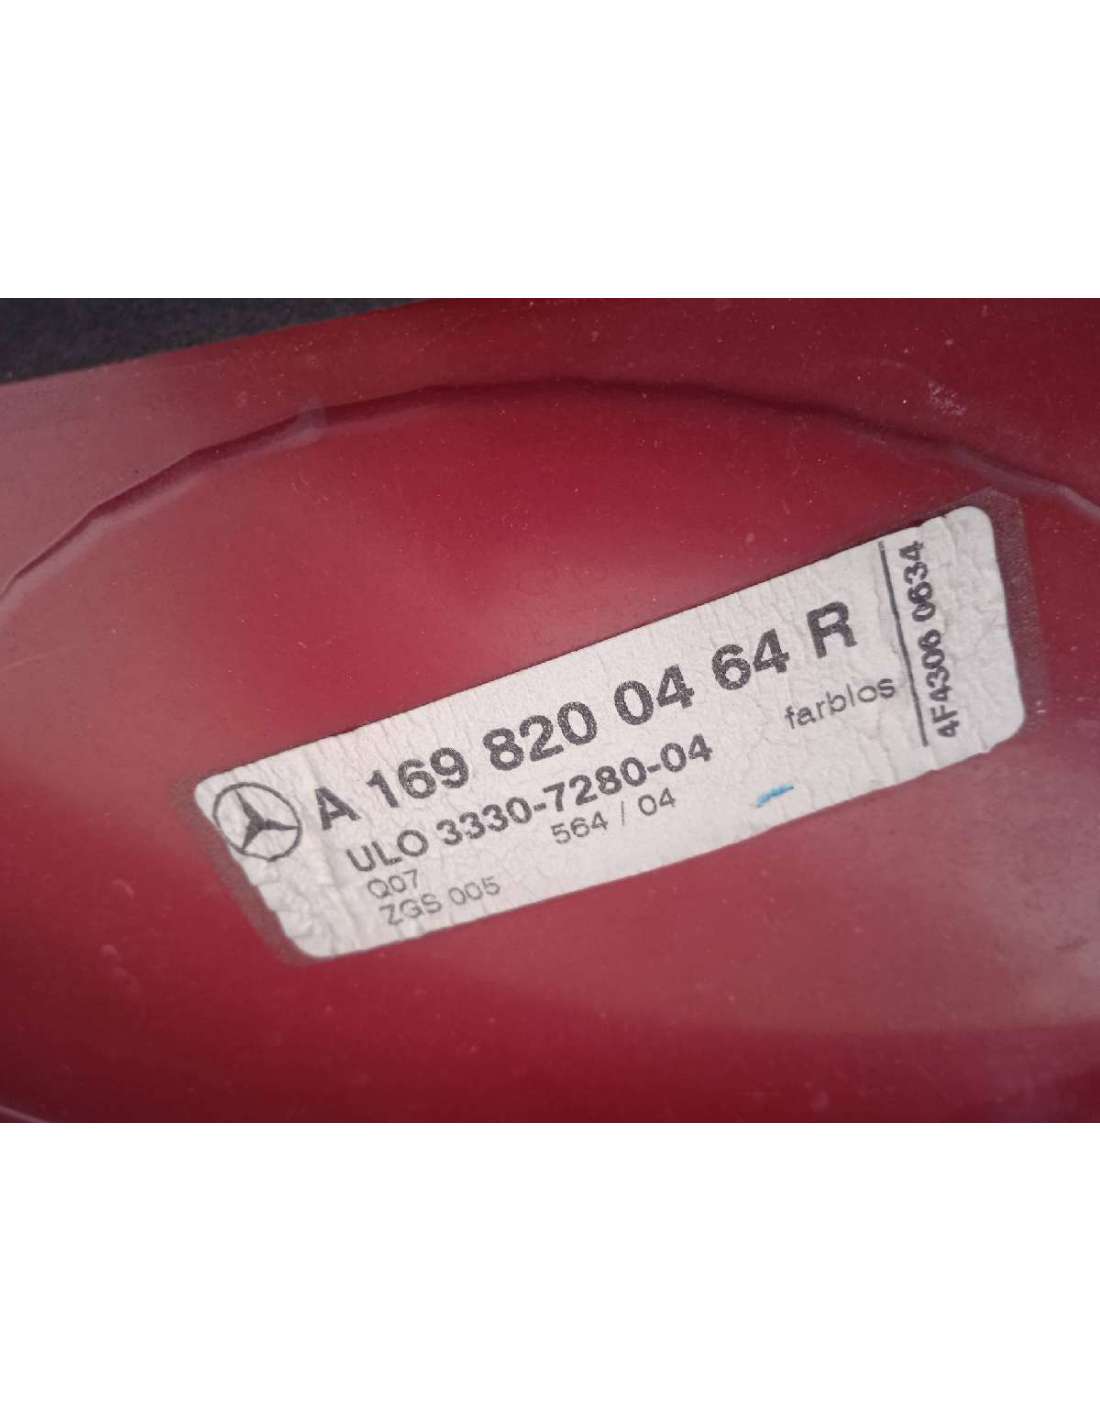 A 169 820 04 64 R
ULO 3330-7280-04 farblos
Q07 564 / 04
ZGS 005
4F4306 0634